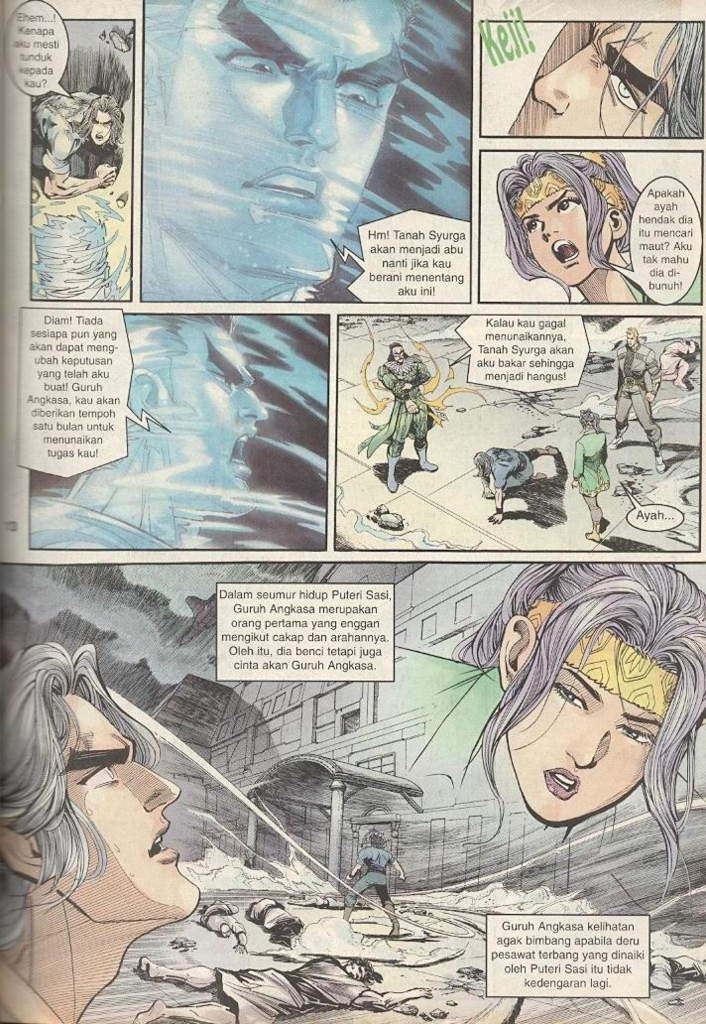 Ehem...!
Kenapa
aku mesti
tunduk
kepada
kau?
Hm! Tanah Syurga
akan menjadi abu
nanti jika kau
berani menentang
aku ini!
Keji!
Apakah
ayah
hendak dia
itu mencari
maut? Aku
tak mahu
dia di-
bunuh!
Diam! Tiada
sesiapa pun yang
akan dapat meng-
ubah keputusan
yang telah aku
buat! Guruh
Angkasa, kau akan
diberikan tempoh
satu bulan untuk
menunaikan
tugas kau!
Kalau kau gagal
menunaikannya,
Tanah Syurga akan
aku bakar sehingga
menjadi hangus!
Ayah...
Dalam seumur hidup Puteri Sasi,
Guruh Angkasa merupakan
orang pertama yang enggan
mengikut cakap dan arahannya.
Oleh itu, dia benci tetapi juga
cinta akan Guruh Angkasa.
Guruh Angkasa kelihatan
agak bimbang apabila deru
pesawat terbang yang dinaiki
oleh Puteri Sasi itu tidak
kedengaran lagi.